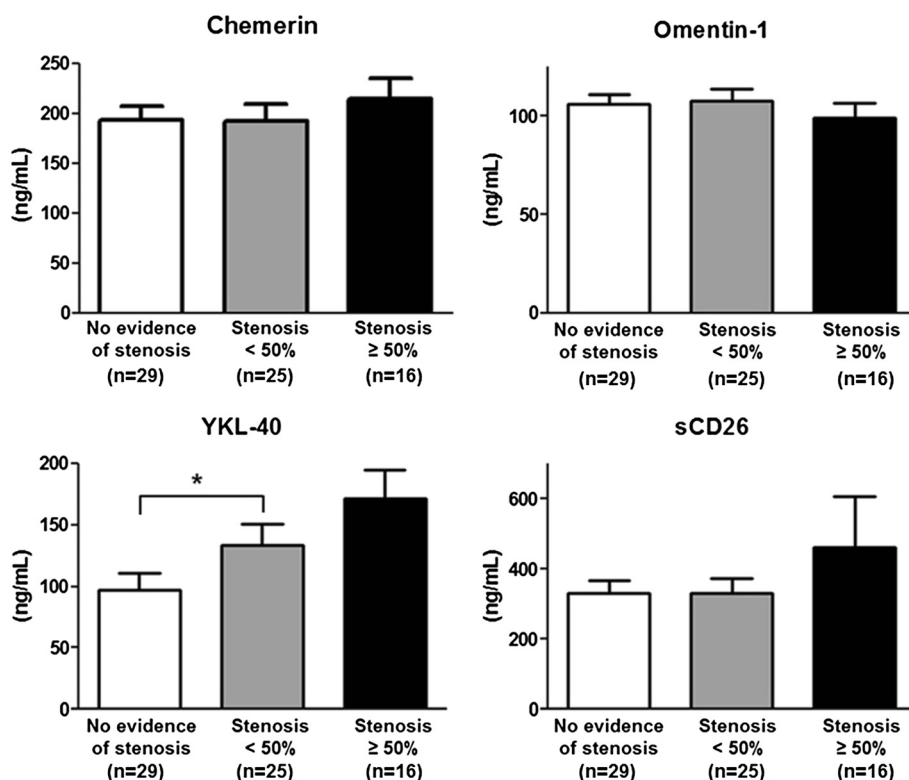 Chemerin
250
200
150
100
50
0
(ng/mL)
No evidence of stenosis (n=29)
Stenosis < 50% (n=25)
Stenosis ≥ 50% (n=16)
Omentin-1
100
50
0
(ng/mL)
No evidence of stenosis (n=29)
Stenosis < 50% (n=25)
Stenosis ≥ 50% (n=16)
YKL-40
200
150
100
50
0
(ng/mL)
*
No evidence of stenosis (n=29)
Stenosis < 50% (n=25)
Stenosis ≥ 50% (n=16)
sCD26
600
400
200
0
(ng/mL)
No evidence of stenosis (n=29)
Stenosis < 50% (n=25)
Stenosis ≥ 50% (n=16)